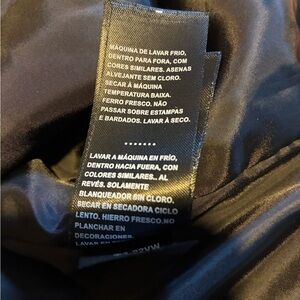 MÁQUINA DE LAVAR FRIO,
DENTRO PARA FORA, COM
CORES SIMILARES. ASENAS
ALVEJANTE SEM CLORO.
SECAR À MÁQUINA
TEMPERATURA BAIXA.
FERRO FRESCO. NÃO
PASSAR SOBRE ESTAMPAS
E BARDADOS. LAVAR Á SECO.
•••••••
LAVAR A MÁQUINA EN FRÍO,
DENTRO HACIA FUERA, CON
COLORES SIMILARES.. AL
REVÉS. SOLAMENTE
BLANQUEADOR SIN CLORO.
SECAR EN SECADORA CICLO
LENTO. HIERRO FRESCO.NO
PLANCHAR EN
DECORACIONES.
LAVAR EN